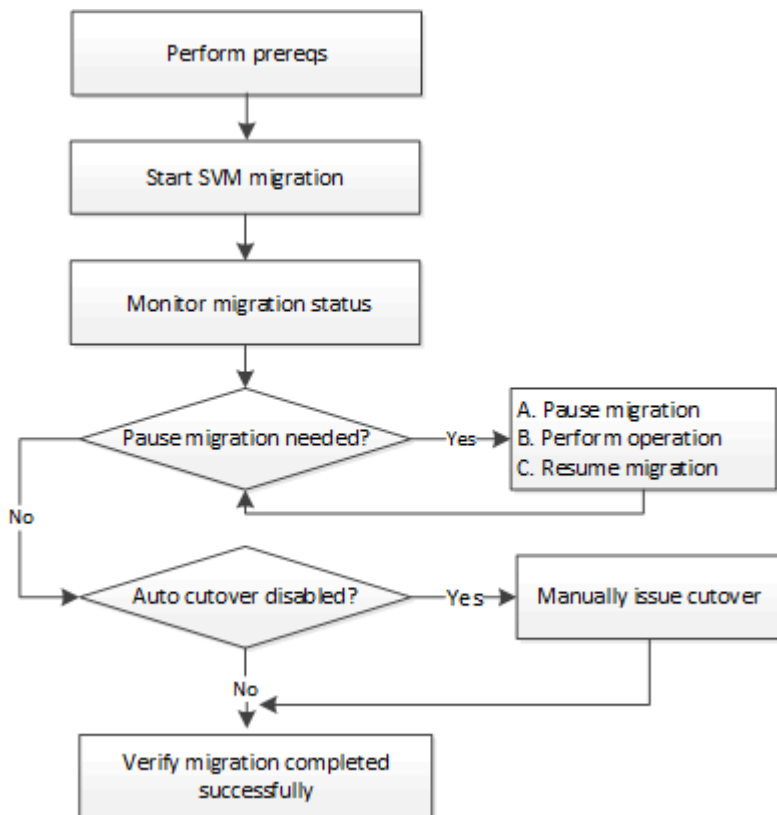 Perform prereqs
Start SVM migration
Monitor migration status
Pause migration needed?
Yes
A. Pause migration
B. Perform operation
C. Resume migration
No
Auto cutover disabled?
Yes
Manually issue cutover
No
Verify migration completed
successfully